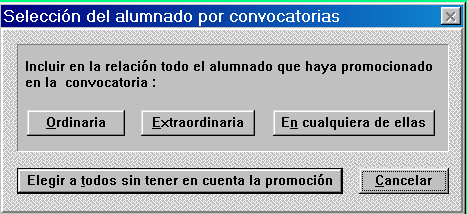 Selección del alumnado por convocatorias
Incluir en la relación todo el alumnado que haya promocionado
en la convocatoria :
Ordinaria
Extraordinaria
En cualquiera de ellas
Elegir a todos sin tener en cuenta la promoción
Cancelar